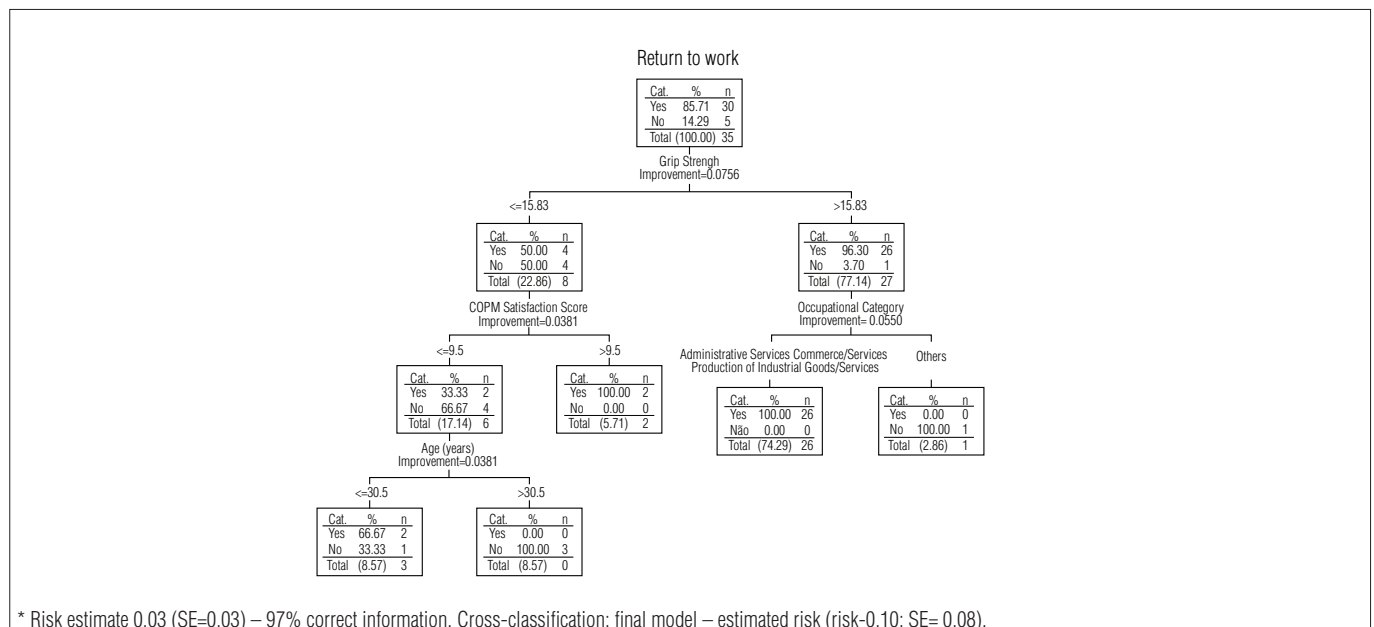 Return to work
Cat. % n
Yes 85.71 30
No 14.29 5
Total (100.00) 35
Grip Strengh
Improvement=0.0756
<=15.83
>15.83
Cat. % n
Yes 50.00 4
No 50.00 4
Total (22.86) 8
Cat. % n
Yes 96.30 26
No 3.70 1
Total (77.14) 27
COPM Satisfaction Score
Improvement=0.0381
Occupational Category
Improvement= 0.0550
<=9.5
>9.5
Administrative Services Commerce/Services
Production of Industrial Goods/Services
Others
Cat. % n
Yes 33.33 2
No 66.67 4
Total (17.14) 6
Cat. % n
Yes 100.00 2
No 0.00 0
Total (5.71) 2
Cat. % n
Yes 100.00 26
Não 0.00 0
Total (74.29) 26
Cat. % n
Yes 0.00 0
No 100.00 1
Total (2.86) 1
Age (years)
Improvement=0.0381
<=30.5
>30.5
Cat. % n
Yes 66.67 2
No 33.33 1
Total (8.57) 3
Cat. % n
Yes 0.00 0
No 100.00 3
Total (8.57) 0
* Risk estimate 0.03 (SE=0.03) – 97% correct information. Cross-classification: final model – estimated risk (risk-0.10; SE= 0.08).